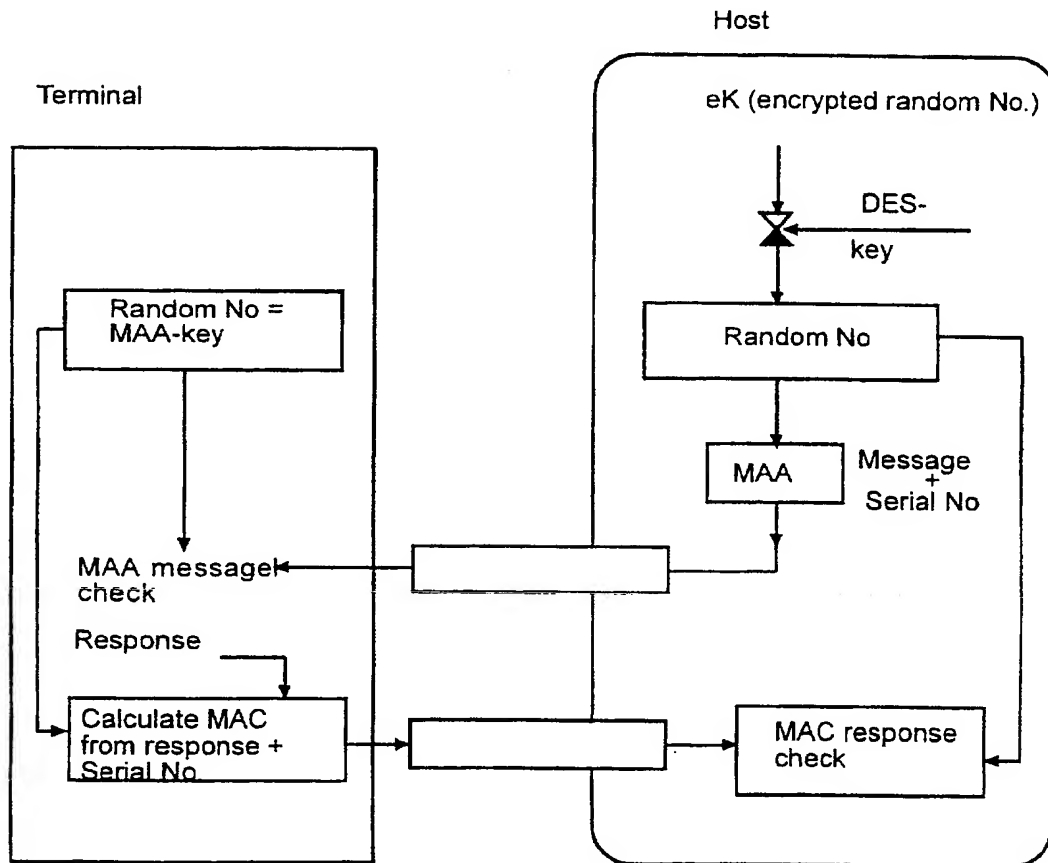 Host
Terminal
eK (encrypted random No.)
DES-
key
Random No =
MAA-key
Random No
MAA
Message
+
Serial No
MAA message
check
Response
Calculate MAC
from response +
Serial No.
MAC response
check